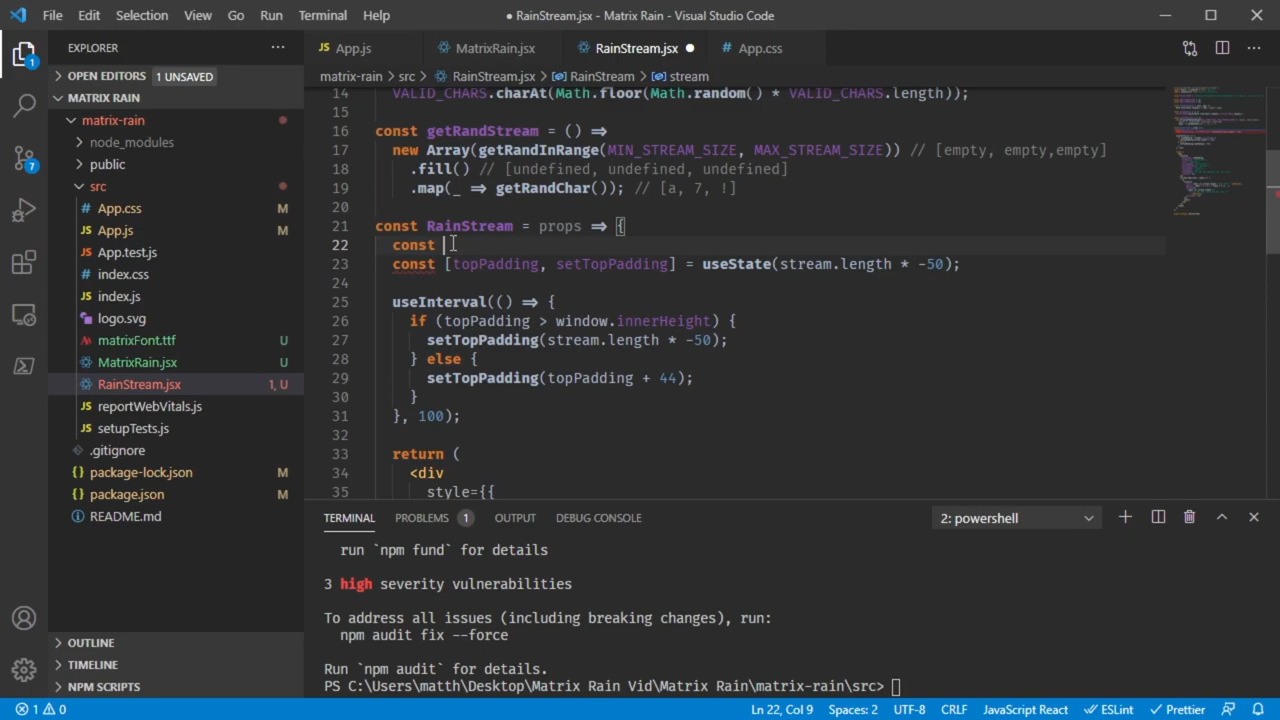 File Edit Selection View Go Run Terminal Help
● RainStream.jsx - Matrix Rain - Visual Studio Code
EXPLORER
OPEN EDITORS 1 UNSAVED
MATRIX RAIN
matrix-rain
node_modules
public
src
App.css M
App.js M
App.test.js
index.css
index.js
logo.svg
matrixFont.ttf U
MatrixRain.jsx U
RainStream.jsx 1, U
reportWebVitals.js
setupTests.js
.gitignore
package-lock.json M
package.json M
README.md
OUTLINE
TIMELINE
NPM SCRIPTS
1
7
JS App.js MatrixRain.jsx RainStream.jsx ● # App.css
matrix-rain > src > RainStream.jsx > RainStream > stream
14 VALID_CHARS.charAt(Math.floor(Math.random() * VALID_CHARS.length));
15
16 const getRandStream = () =>
17 new Array(getRandInRange(MIN_STREAM_SIZE, MAX_STREAM_SIZE)) // [empty, empty,empty]
18 .fill() // [undefined, undefined, undefined]
19 .map(_ => getRandChar()); // [a, 7, !]
20
21 const RainStream = props => {
22 const
23 const [topPadding, setTopPadding] = useState(stream.length * -50);
24
25 useInterval(() => {
26 if (topPadding > window.innerHeight) {
27 setTopPadding(stream.length * -50);
28 } else {
29 setTopPadding(topPadding + 44);
30 }
31 }, 100);
32
33 return (
34 <div
35 style={{
TERMINAL PROBLEMS 1 OUTPUT DEBUG CONSOLE 2: powershell
run `npm fund` for details
3 high severity vulnerabilities
To address all issues (including breaking changes), run:
npm audit fix --force
Run `npm audit` for details.
PS C:\Users\matth\Desktop\Matrix Rain Vid\Matrix Rain\matrix-rain\src>
1 0 Ln 22, Col 9 Spaces: 2 UTF-8 CRLF JavaScript React ESLint Prettier